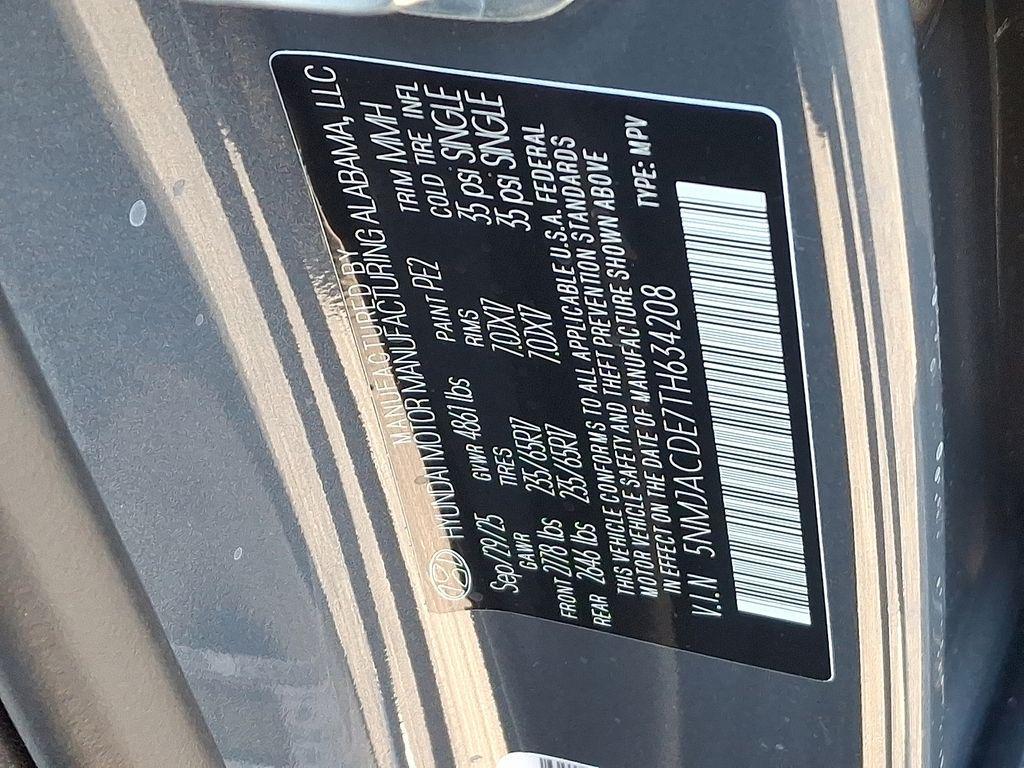 MANUFACTURED BY
HYUNDAI MOTOR MANUFACTURING ALABAMA, LLC
Sep/29/25 GVWR 4861 lbs PAINT PE2 TRIM MMH
GAWR TIRES RIMS COLD TIRE INFL
FRONT 2778 lbs 235/65R17 7.0JX17 35 psi SINGLE
REAR 2646 lbs 235/65R17 7.0JX17 35 psi SINGLE
THIS VEHICLE CONFORMS TO ALL APPLICABLE U.S.A. FEDERAL
MOTOR VEHICLE SAFETY AND THEFT PREVENTION STANDARDS
IN EFFECT ON THE DATE OF MANUFACTURE SHOWN ABOVE
V.I.N 5NMJACDE7TH634208 TYPE: MPV